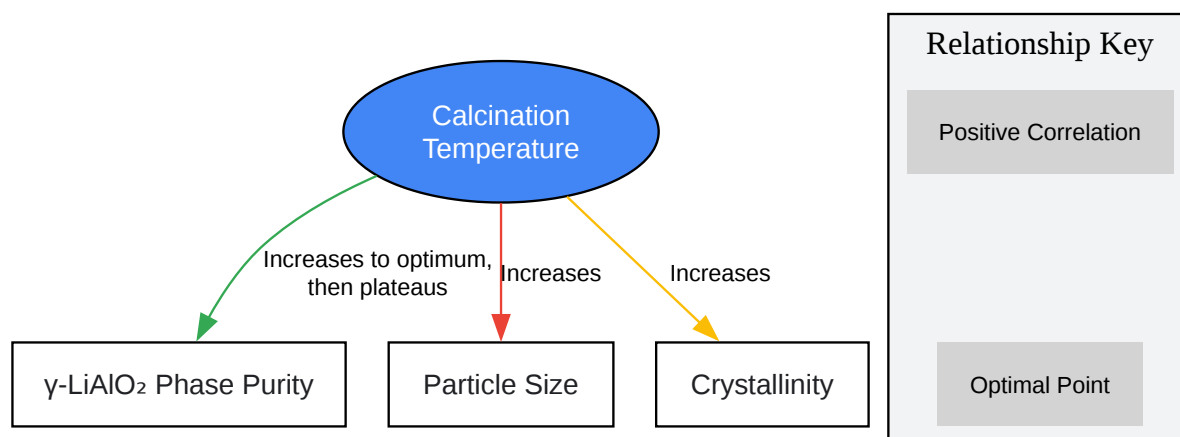 Relationship Key
Calcination
Temperature
Positive Correlation
Increases to optimum,
then plateaus
Increases
Increases
γ-LiAlO₂ Phase Purity
Particle Size
Crystallinity
Optimal Point